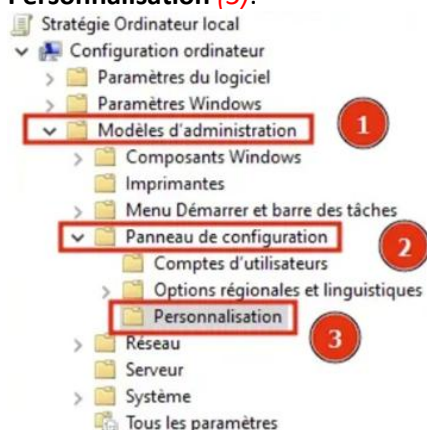 Personnalisation (3).
Stratégie Ordinateur local
Configuration ordinateur
Paramètres du logiciel
Paramètres Windows
Modèles d'administration
1
Composants Windows
Imprimantes
Menu Démarrer et barre des tâches
Panneau de configuration
2
Comptes d'utilisateurs
Options régionales et linguistiques
Personnalisation
3
Réseau
Serveur
Système
Tous les paramètres